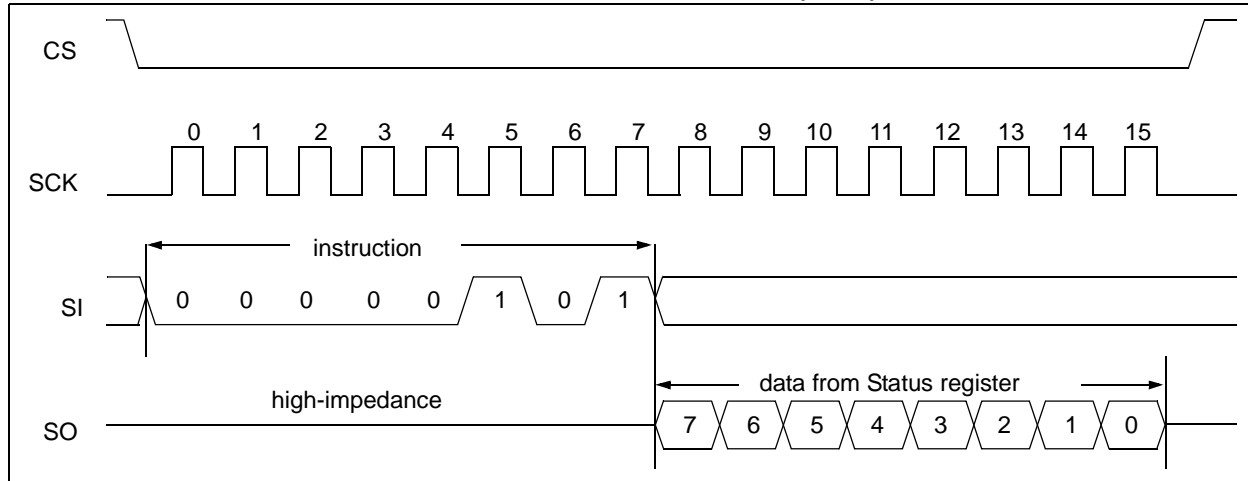 CS
0 1 2 3 4 5 6 7 8 9 10 11 12 13 14 15
SCK
instruction
SI 0 0 0 0 0 1 0 1
data from Status register
high-impedance
SO 7 6 5 4 3 2 1 0